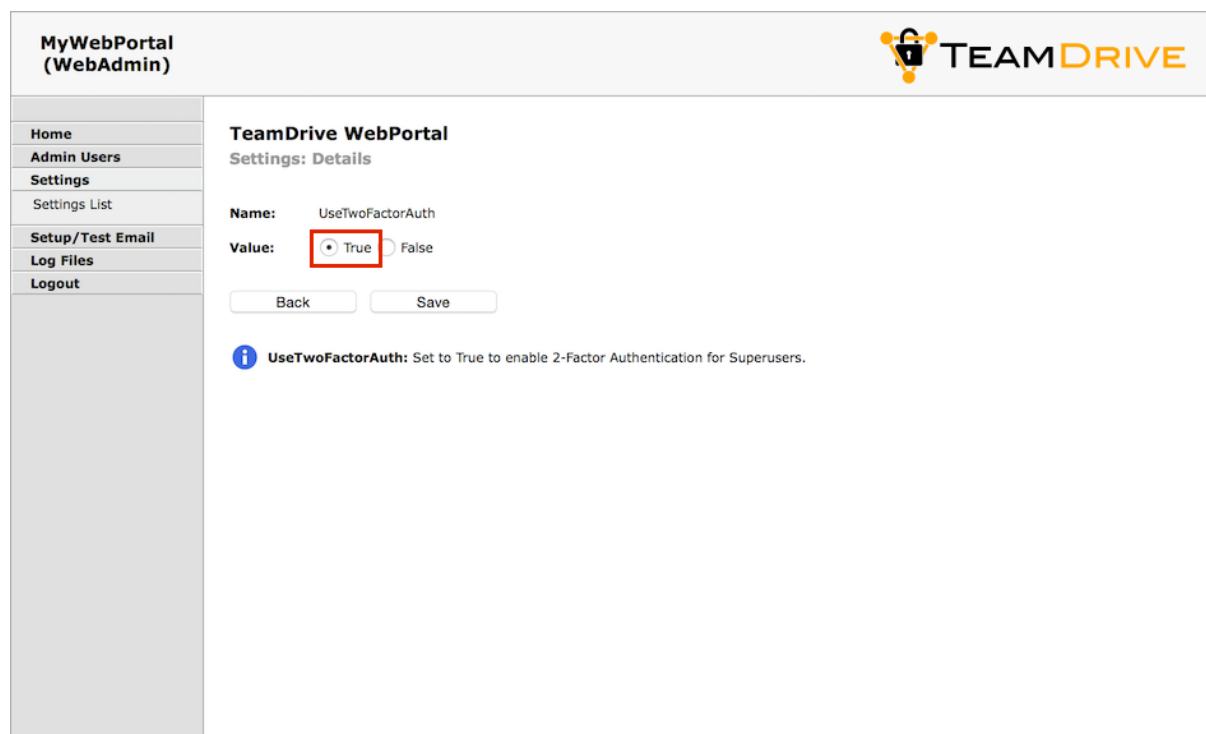 MyWebPortal
(WebAdmin)
TEAMDRIVE
Home
Admin Users
Settings
Settings List
Setup/Test Email
Log Files
Logout
TeamDrive WebPortal
Settings: Details
Name: UseTwoFactorAuth
Value: True False
Back Save
UseTwoFactorAuth: Set to True to enable 2-Factor Authentication for Superusers.